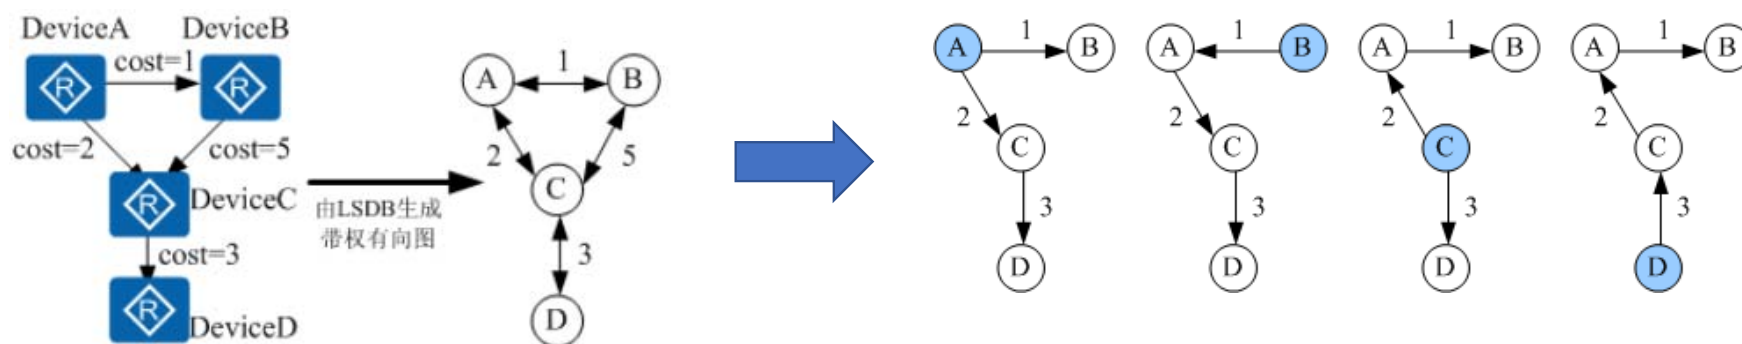 DeviceA
DeviceB
cost=1
R
R
cost=2
cost=5
R
DeviceC
cost=3
R
DeviceD
由LSDB生成
带权有向图
A
1
B
2
5
C
3
D
A
1
B
2
C
3
D
A
1
B
2
C
3
D
A
1
B
2
C
3
D
A
1
B
2
C
3
D